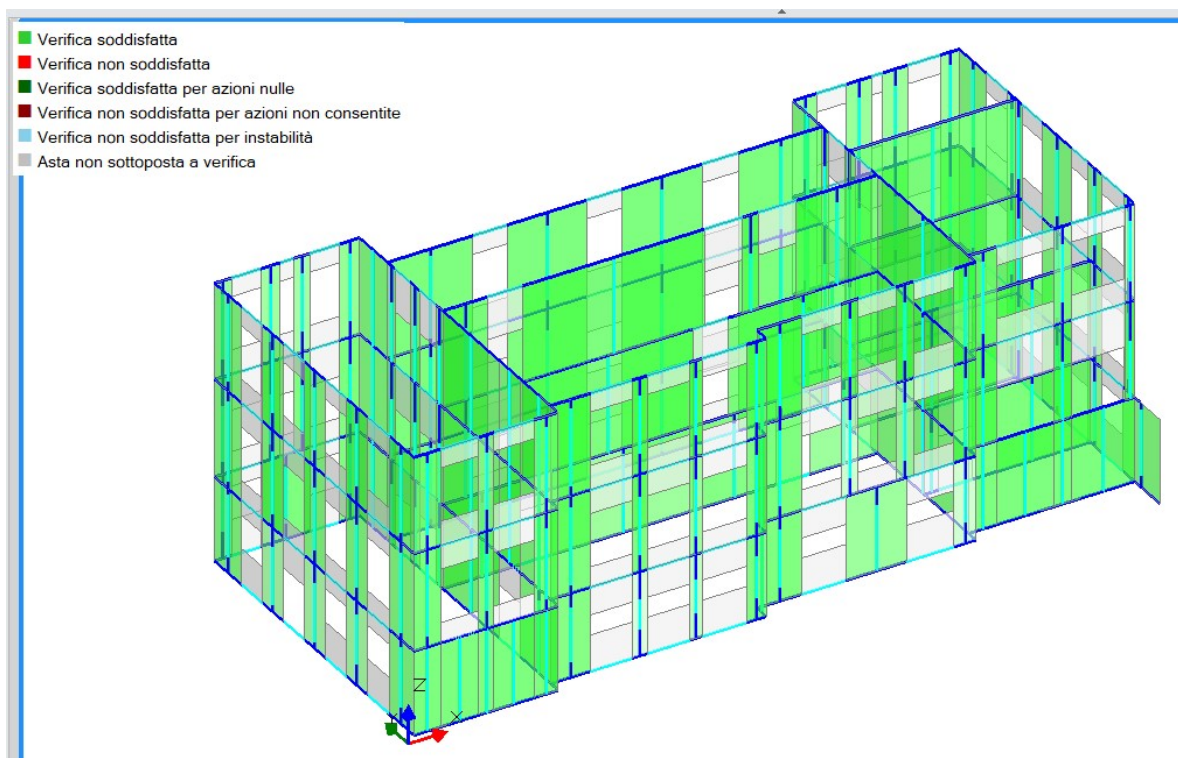 Verifica soddisfatta
Verifica non soddisfatta
Verifica soddisfatta per azioni nulle
Verifica non soddisfatta per azioni non consentite
Verifica non soddisfatta per instabilità
Asta non sottoposta a verifica
Z
X